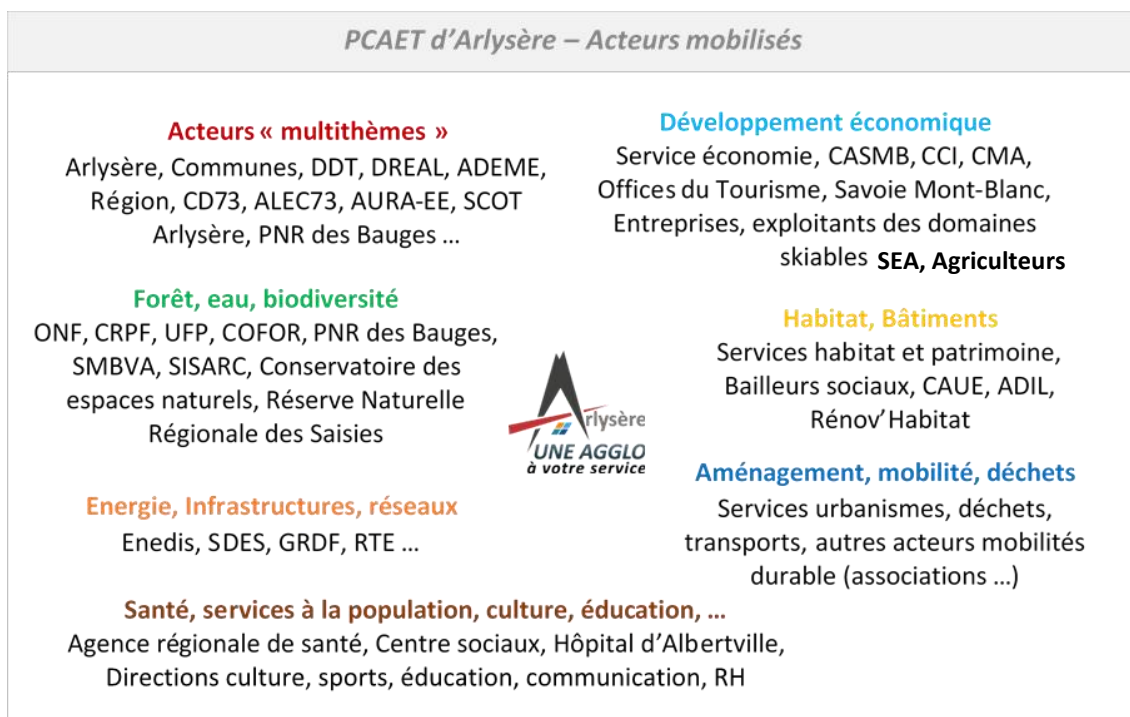 PCAET d’Arlysère – Acteurs mobilisés
Acteurs « multithèmes »
Arlysère, Communes, DDT, DREAL, ADEME,
Région, CD73, ALEC73, AURA-EE, SCOT
Arlysère, PNR des Bauges …
Développement économique
Service économie, CASMB, CCI, CMA,
Offices du Tourisme, Savoie Mont-Blanc,
Entreprises, exploitants des domaines
skiables SEA, Agriculteurs
Forêt, eau, biodiversité
ONF, CRPF, UFP, COFOR, PNR des Bauges,
SMBVA, SISARC, Conservatoire des
espaces naturels, Réserve Naturelle
Régionale des Saisies
Habitat, Bâtiments
Services habitat et patrimoine,
Bailleurs sociaux, CAUE, ADIL,
Rénov’Habitat
Arlysère
UNE AGGLO
à votre service
Energie, Infrastructures, réseaux
Enedis, SDES, GRDF, RTE …
Aménagement, mobilité, déchets
Services urbanismes, déchets,
transports, autres acteurs mobilités
durable (associations …)
Santé, services à la population, culture, éducation, …
Agence régionale de santé, Centre sociaux, Hôpital d’Albertville,
Directions culture, sports, éducation, communication, RH